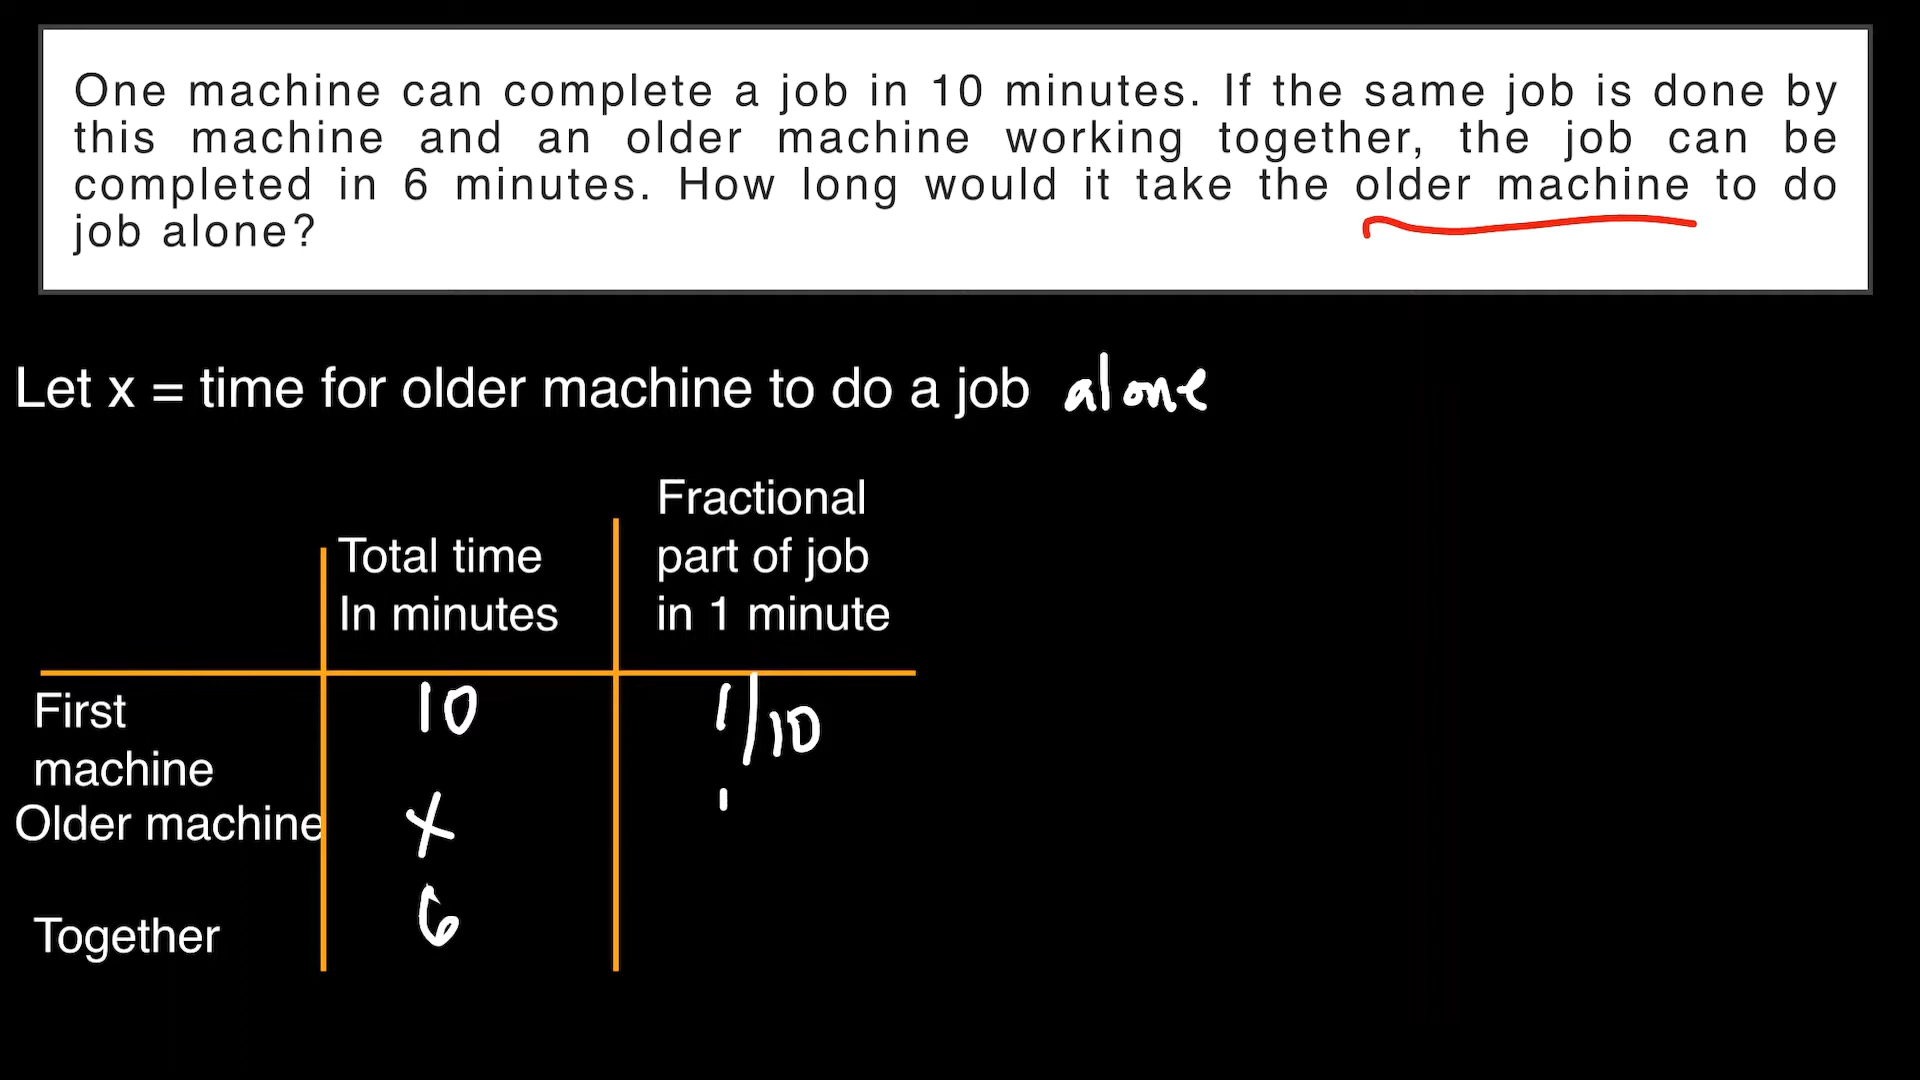 One machine can complete a job in 10 minutes. If the same job is done by
this machine and an older machine working together, the job can be
completed in 6 minutes. How long would it take the older machine to do
job alone?
Let x = time for older machine to do a job alone
Fractional
part of job
in 1 minute
Total time
In minutes
First
machine
10
1/10
Older machine
x
Together
6